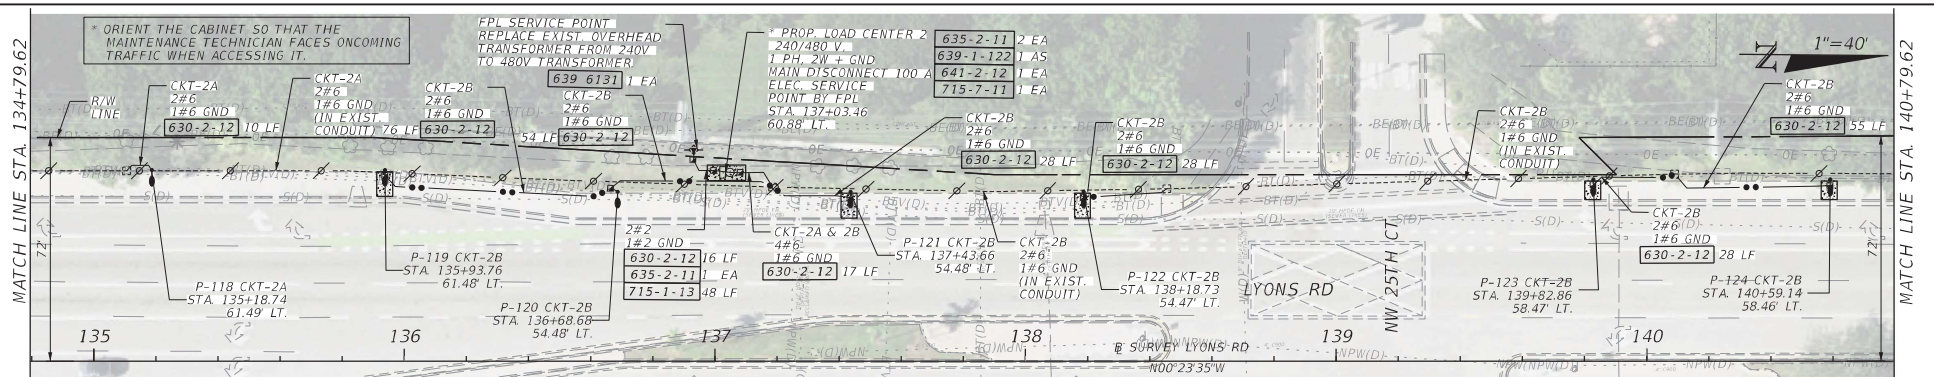 MATCH LINE STA. 134+79.62
* ORIENT THE CABINET SO THAT THE
MAINTENANCE TECHNICIAN FACES ONCOMING
TRAFFIC WHEN ACCESSING IT.
R/W
LINE
CKT-2A
2#6
1#6 GND
630-2-12 10 LF
CKT-2A
2#6
1#6 GND
(IN EXIST.
CONDUIT) 76 LF
CKT-2B
2#6
1#6 GND
630-2-12
54 LF
FPL SERVICE POINT
REPLACE EXIST. OVERHEAD
TRANSFORMER FROM 240V
TO 480V TRANSFORMER
639 6131 1 EA
CKT-2B
2#6
1#6 GND
630-2-12
* PROP. LOAD CENTER 2
240/480 V,
1 PH, 2W + GND
MAIN DISCONNECT 100 A
ELEC. SERVICE
POINT BY FPL
STA. 137+03.46
60.88' LT.
635-2-11 2 EA
639-1-122 1 AS
641-2-12 1 EA
715-7-11 1 EA
CKT-2B
2#6
1#6 GND
630-2-12 28 LF
CKT-2B
2#6
1#6 GND
630-2-12 28 LF
CKT-2B
2#6
1#6 GND
(IN EXIST.
CONDUIT)
CKT-2B
2#6
1#6 GND
630-2-12 55 LF
1"=40'
MATCH LINE STA. 140+79.62
72'
P-118 CKT-2A
STA. 135+18.74
61.49' LT.
P-119 CKT-2B
STA. 135+93.76
61.48' LT.
P-120 CKT-2B
STA. 136+68.68
54.48' LT.
2#2
1#2 GND
630-2-12 16 LF
635-2-11 1 EA
715-1-13 48 LF
CKT-2A & 2B
4#6
1#6 GND
630-2-12 17 LF
P-121 CKT-2B
STA. 137+43.66
54.48' LT.
CKT-2B
2#6
1#6 GND
(IN EXIST.
CONDUIT)
P-122 CKT-2B
STA. 138+18.73
54.47' LT.
LYONS RD
NW 25TH CT
P-123 CKT-2B
STA. 139+82.86
58.47' LT.
CKT-2B
2#6
1#6 GND
630-2-12 28 LF
P-124 CKT-2B
STA. 140+59.14
58.46' LT.
72'
135
136
137
138
139
140
SURVEY LYONS RD
N00°23'35"W